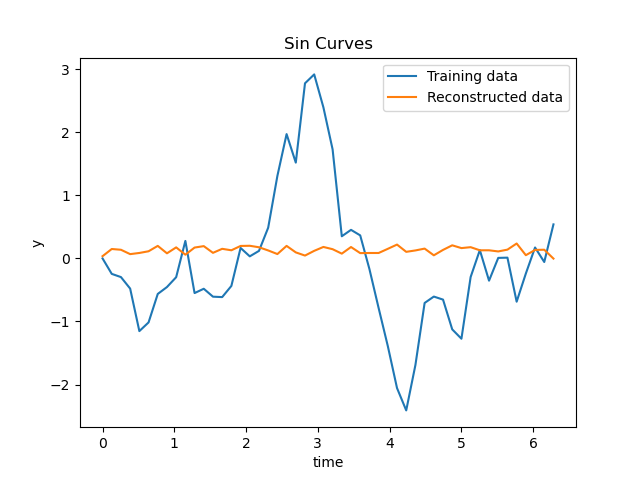 Sin Curves
Training data
Reconstructed data
3
2
1
0
−1
−2
y
0 1 2 3 4 5 6
time